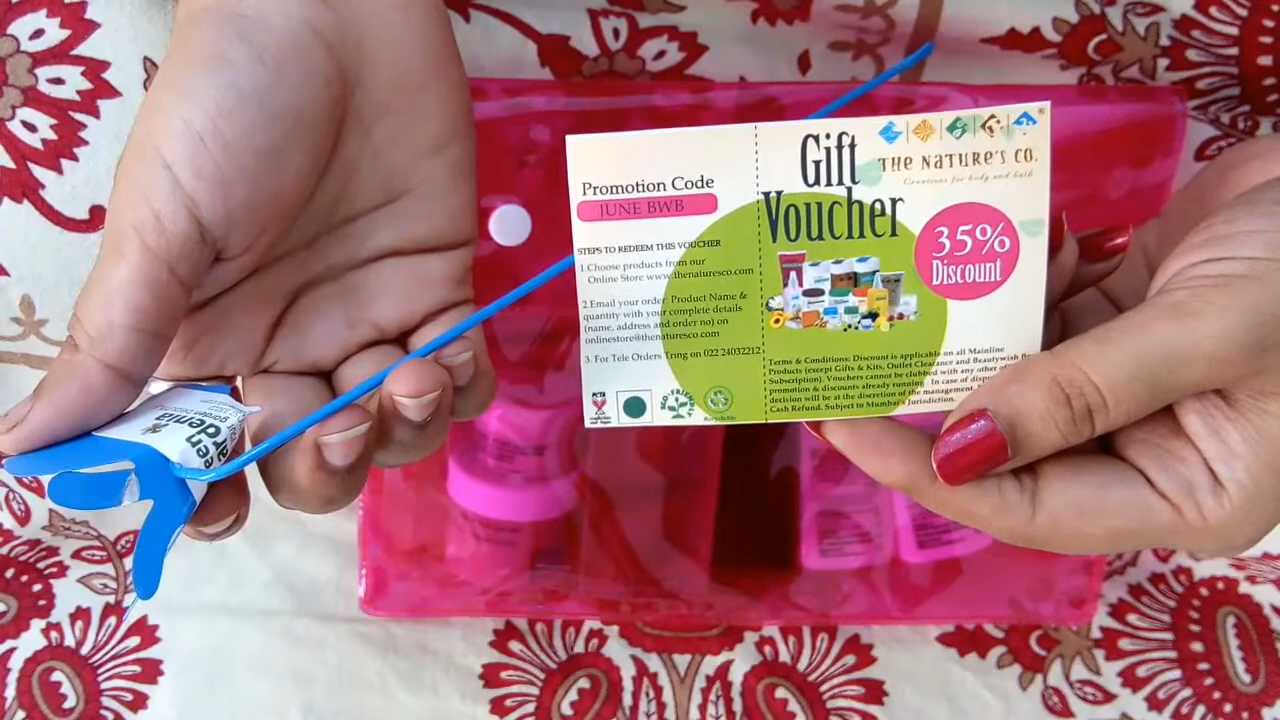 Promotion Code
JUNE BWB
STEPS TO REDEEM THIS VOUCHER
1.Choose products from our
Online Store www.thenaturesco.com
2.Email your order: Product Name &
quantity with your complete details
(name, address and order no) on
onlinestore@thenaturesco.com
3. For Tele Orders Tring on 022 24032212
PETA
Recyclable
Gift
Voucher
THE NATURE'S CO.
Creations for body and bath
35%
Discount
Terms & Conditions: Discount is applicable on all Mainline
Products (except Gifts & Kits, Outlet Clearance and Beautywish
Subscription). Vouchers cannot be clubbed with any other
promotion & discounts already running. In case of
decision will be at the discretion of the management.
Cash Refund. Subject to Mumbai's Jurisdiction.